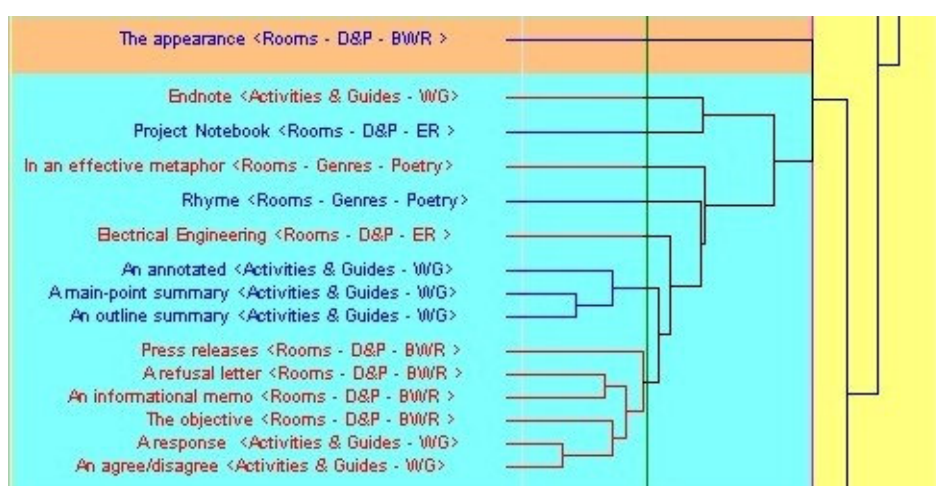 The appearance <Rooms - D&P - BWR >
Endnote <Activities & Guides - WG>
Project Notebook <Rooms - D&P - ER >
In an effective metaphor <Rooms - Genres - Poetry>
Rhyme <Rooms - Genres - Poetry>
Electrical Engineering <Rooms - D&P - ER >
An annotated <Activities & Guides - WG>
A main-point summary <Activities & Guides - WG>
An outline summary <Activities & Guides - WG>
Press releases <Rooms - D&P - BWR >
A refusal letter <Rooms - D&P - BWR >
An informational memo <Rooms - D&P - BWR >
The objective <Rooms - D&P - BWR >
A response <Activities & Guides - WG>
An agree/disagree <Activities & Guides - WG>